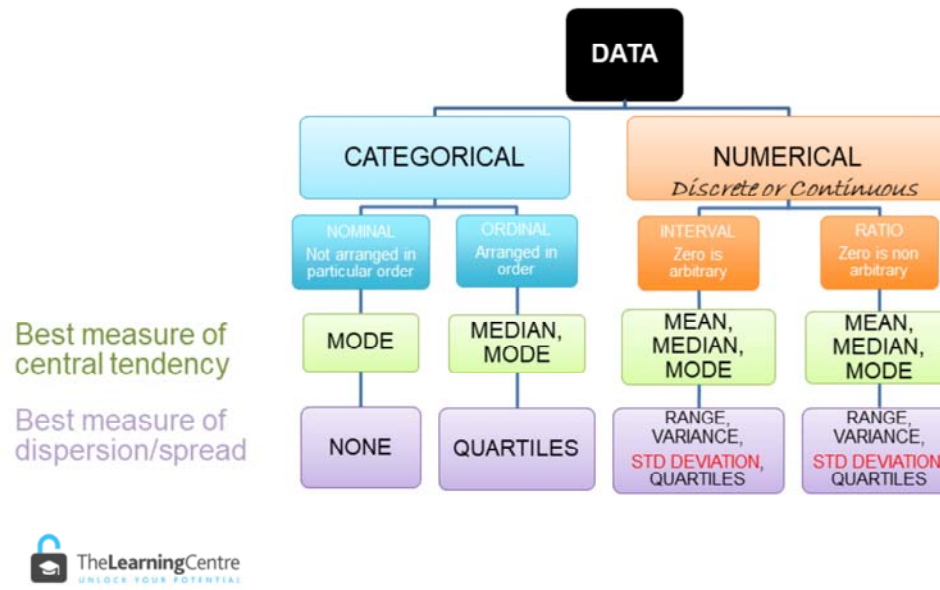 DATA
CATEGORICAL
NUMERICAL
Discrete or Continuous
NOMINAL
Not arranged in
particular order
ORDINAL
Arranged in
order
INTERVAL
Zero is
arbitrary
RATIO
Zero is non
arbitrary
Best measure of
central tendency
MODE
MEDIAN,
MODE
MEAN,
MEDIAN,
MODE
MEAN,
MEDIAN,
MODE
Best measure of
dispersion/spread
NONE
QUARTILES
RANGE,
VARIANCE,
STD DEVIATION,
QUARTILES
RANGE,
VARIANCE,
STD DEVIATION
QUARTILES
TheLearningCentre
UNLOCK YOUR POTENTIAL